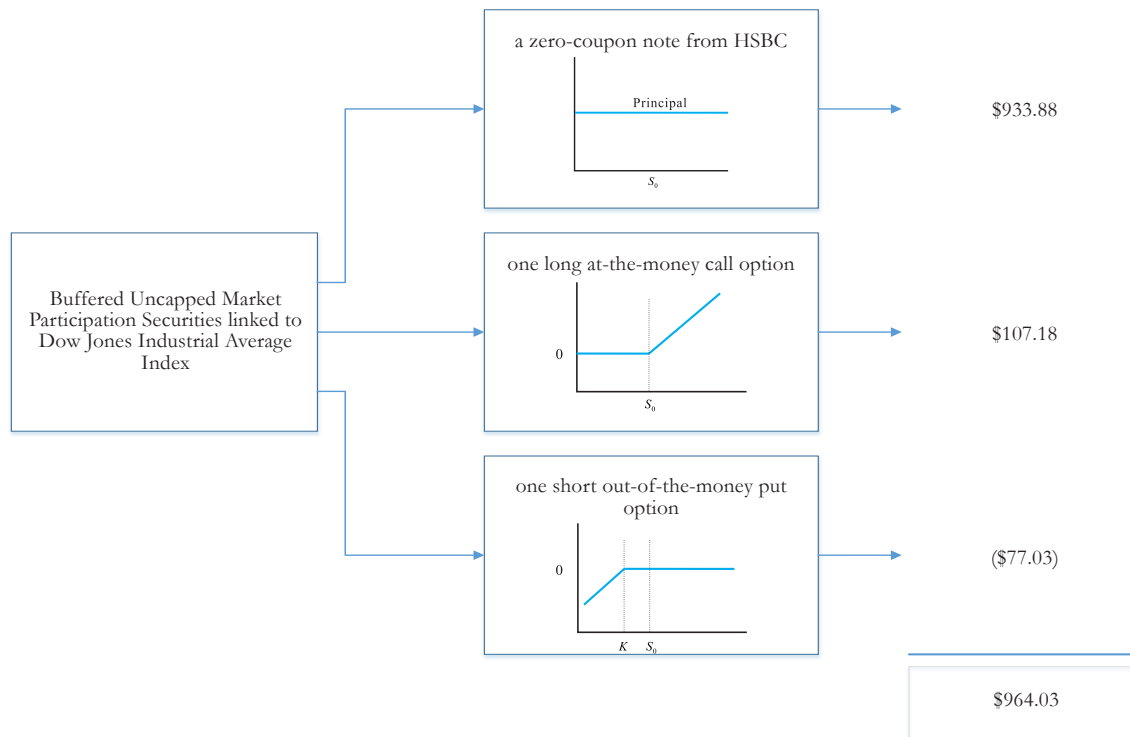 a zero-coupon note from HSBC
Principal
S₀
$933.88
Buffered Uncapped Market
Participation Securities linked to
Dow Jones Industrial Average
Index
one long at-the-money call option
0
S₀
$107.18
one short out-of-the-money put
option
0
K S₀
($77.03)
$964.03